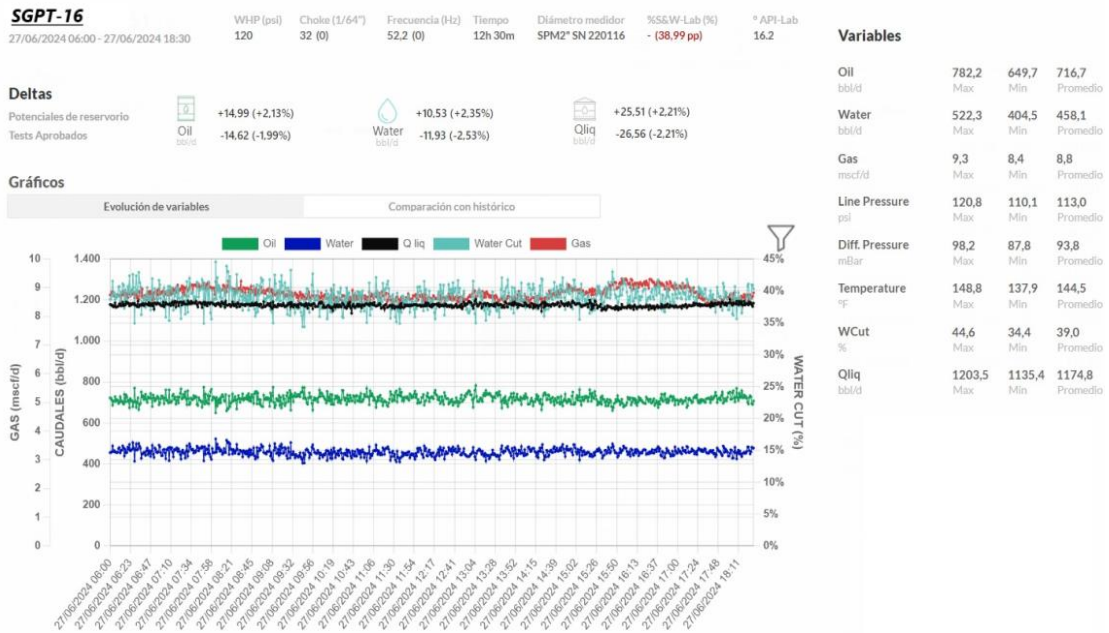 SGPT-16
27/06/2024 06:00 - 27/06/2024 18:30
WHP (psi) Choke (1/64") Frecuencia (Hz) Tiempo Diámetro medidor %S&W-Lab (%) ° API-Lab
120 32 (0) 52,2 (0) 12h 30m SPM2" SN 220116 - (38,99 pp) 16.2
Deltas
Potenciales de reservorio
Tests Aprobados
Oil
bbl/d
+14,99 (+2,13%)
-14,62 (-1,99%)
Water
bbl/d
+10,53 (+2,35%)
-11,93 (-2,53%)
Qliq
bbl/d
+25,51 (+2,21%)
-26,56 (-2,21%)
Gráficos
Evolución de variables Comparación con histórico
Oil Water Q liq Water Cut Gas
GAS (mscf/d)
10
9
8
7
6
5
4
3
2
1
0
CAUDALES (bbl/d)
1.400
1.200
1.000
800
600
400
200
0
45%
40%
35%
30%
25%
20%
15%
10%
5%
0%
WATER CUT (%)
27/06/2024 06:00
27/06/2024 06:23
27/06/2024 06:47
27/06/2024 07:10
27/06/2024 07:34
27/06/2024 07:58
27/06/2024 08:21
27/06/2024 08:45
27/06/2024 09:08
27/06/2024 09:32
27/06/2024 09:56
27/06/2024 10:19
27/06/2024 10:43
27/06/2024 11:06
27/06/2024 11:30
27/06/2024 11:54
27/06/2024 12:17
27/06/2024 12:41
27/06/2024 13:04
27/06/2024 13:28
27/06/2024 13:52
27/06/2024 14:15
27/06/2024 14:39
27/06/2024 15:02
27/06/2024 15:26
27/06/2024 15:50
27/06/2024 16:13
27/06/2024 16:37
27/06/2024 17:00
27/06/2024 17:24
27/06/2024 17:48
27/06/2024 18:11
Variables
Oil 782,2 649,7 716,7
bbl/d Max Min Promedio
Water 522,3 404,5 458,1
bbl/d Max Min Promedio
Gas 9,3 8,4 8,8
mscf/d Max Min Promedio
Line Pressure 120,8 110,1 113,0
psi Max Min Promedio
Diff. Pressure 98,2 87,8 93,8
mBar Max Min Promedio
Temperature 148,8 137,9 144,5
°F Max Min Promedio
WCut 44,6 34,4 39,0
% Max Min Promedio
Qliq 1203,5 1135,4 1174,8
bbl/d Max Min Promedio